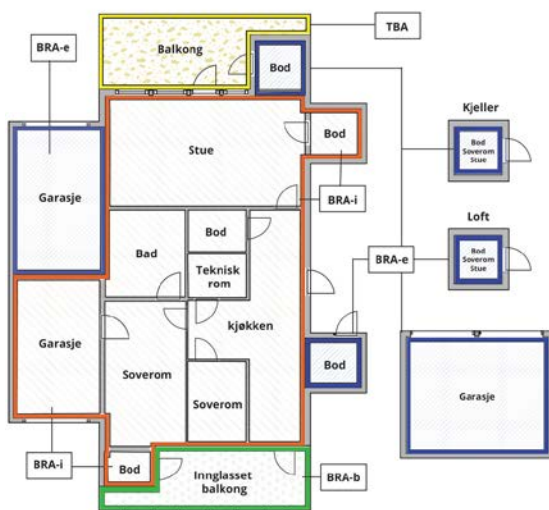 TBA
BRA-e
Balkong
Bod
Kjeller
Bod
Soverom
Stue
Bod
Stue
Garasje
BRA-i
Loft
Bod
Bad
Bod
Soverom
Stue
Teknisk
rom
BRA-e
Garasje
kjøkken
Bod
Soverom
Soverom
Garasje
BRA-i
Bod
Innglasset
balkong
BRA-b